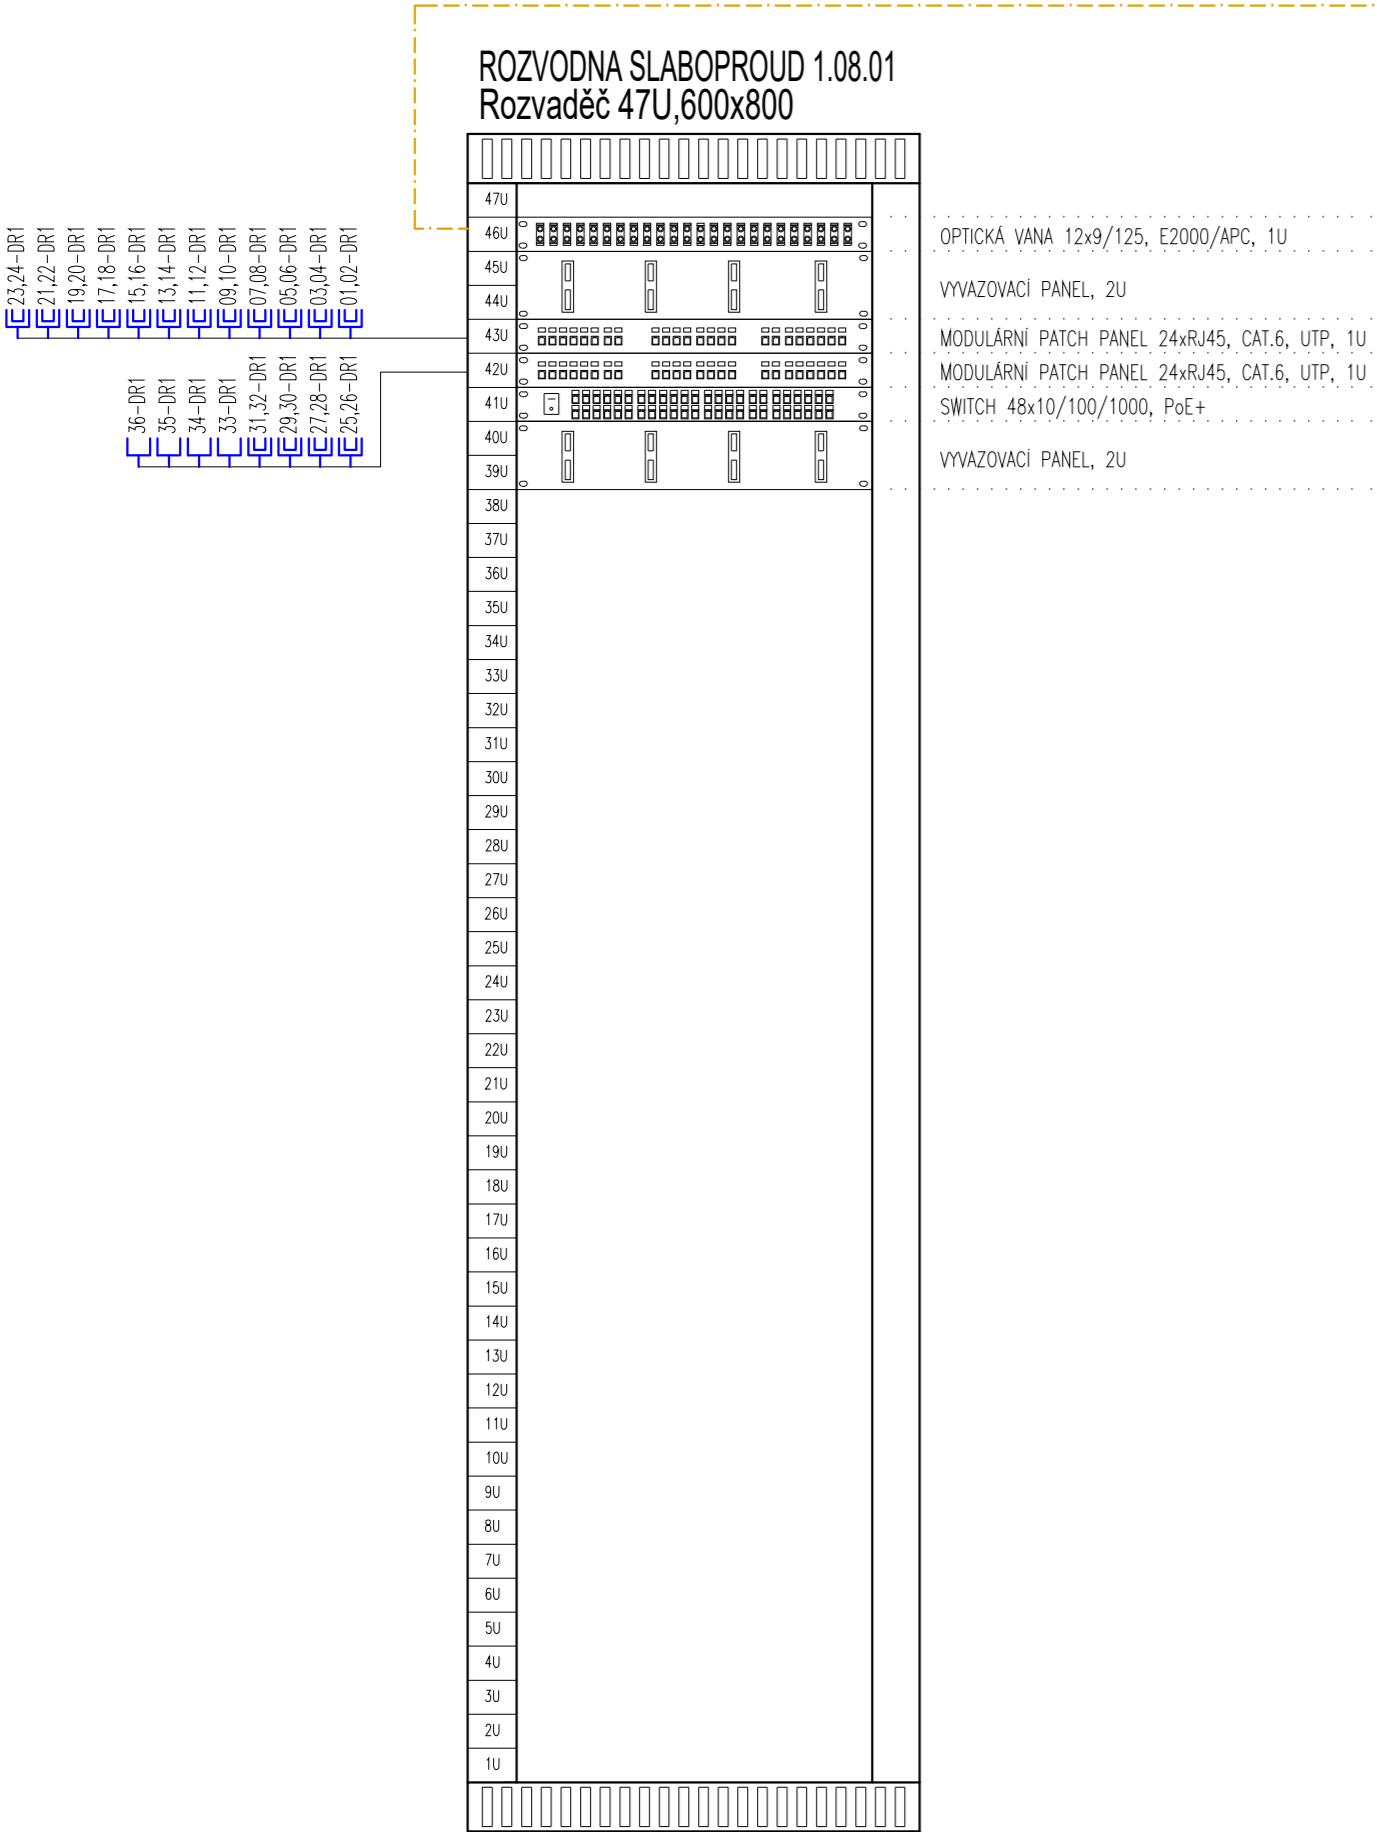 ROZVODNA SLABOPROUD 1.08.01
Rozvaděč 47U,600x800
23,24-DR1
21,22-DR1
19,20-DR1
17,18-DR1
15,16-DR1
13,14-DR1
11,12-DR1
09,10-DR1
07,08-DR1
05,06-DR1
03,04-DR1
01,02-DR1
36-DR1
35-DR1
34-DR1
33-DR1
31,32-DR1
29,30-DR1
27,28-DR1
25,26-DR1
47U
46U
45U
44U
43U
42U
41U
40U
39U
38U
37U
36U
35U
34U
33U
32U
31U
30U
29U
28U
27U
26U
25U
24U
23U
22U
21U
20U
19U
18U
17U
16U
15U
14U
13U
12U
11U
10U
9U
8U
7U
6U
5U
4U
3U
2U
1U
OPTICKÁ VANA 12x9/125, E2000/APC, 1U
VYVAZOVACÍ PANEL, 2U
MODULÁRNÍ PATCH PANEL 24xRJ45, CAT.6, UTP, 1U
MODULÁRNÍ PATCH PANEL 24xRJ45, CAT.6, UTP, 1U
SWITCH 48x10/100/1000, PoE+
VYVAZOVACÍ PANEL, 2U